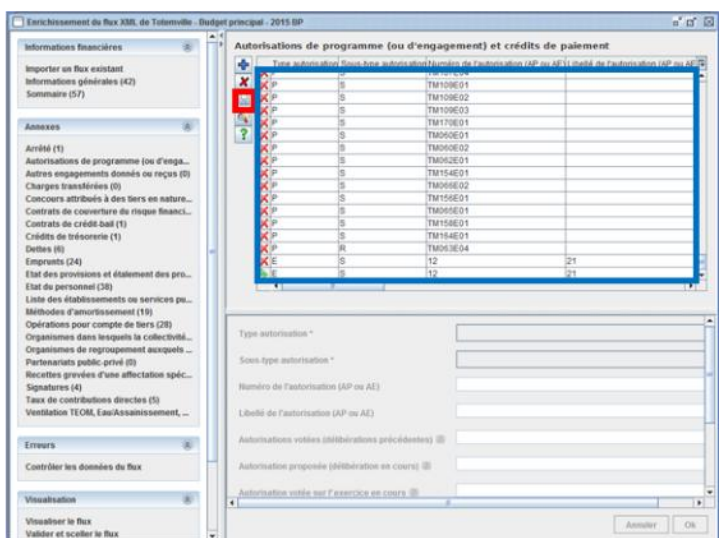 Enrichissement du flux XML de Totemville - Budget principal - 2015 BP
Informations financières
Importer un flux existant
Informations générales (42)
Sommaire (57)
Annexes
Arrêté (1)
Autorisations de programme (ou d'enga...
Autres engagements donnés ou reçus (0)
Charges transférées (0)
Concours attribués à des tiers en nature...
Contrats de couverture du risque financi...
Contrats de crédit-bail (1)
Crédits de trésorerie (1)
Dettes (6)
Emprunts (24)
Etat des provisions et étalement des pro...
Etat du personnel (38)
Liste des établissements ou services pu...
Méthodes d'amortissement (19)
Opérations pour compte de tiers (28)
Organismes dans lesquels la collectivité...
Organismes de regroupement auxquels ...
Partenariats public-privé (0)
Recettes grevées d'une affectation spéc...
Signatures (4)
Taux de contributions directes (5)
Ventilation TEOM, Eau/Assainissement, ...
Erreurs
Contrôler les données du flux
Visualisation
Visualiser le flux
Valider et sceller le flux
Autorisations de programme (ou d'engagement) et crédits de paiement
Type autorisation Sous-type autorisation Numéro de l'autorisation (AP ou AE) Libellé de l'autorisation (AP ou AE)
P S TM107E04
P S TM109E01
P S TM109E02
P S TM109E03
P S TM170E01
P S TM060E01
P S TM060E02
P S TM062E01
P S TM154E01
P S TM066E02
P S TM156E01
P S TM065E01
P S TM158E01
P S TM164E01
P R TM063E04
E S 12 21
E S 12 21
Type autorisation *
Sous-type autorisation *
Numéro de l'autorisation (AP ou AE)
Libellé de l'autorisation (AP ou AE)
Autorisations votées (délibérations précédentes)
Autorisation proposée (délibération en cours)
Autorisation votée sur l'exercice en cours
Annuler Ok